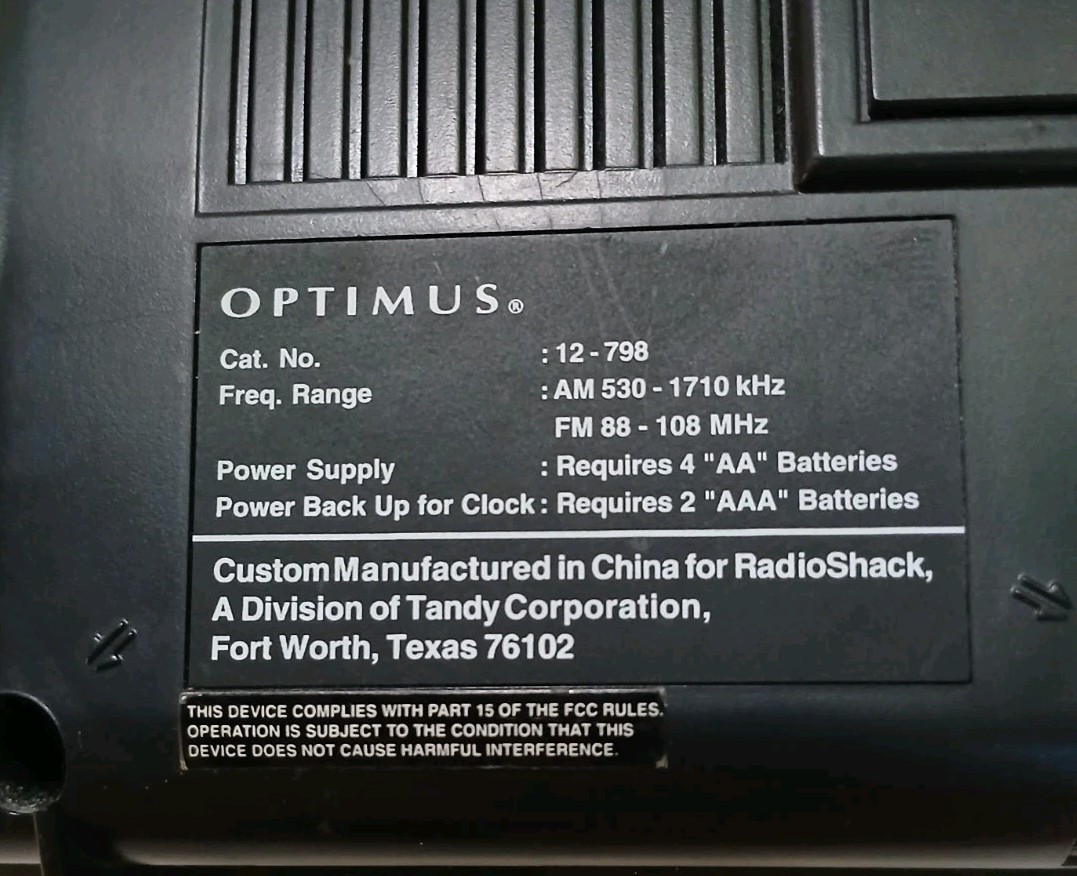 OPTIMUS®
Cat. No. : 12 - 798
Freq. Range : AM 530 - 1710 kHz
FM 88 - 108 MHz
Power Supply : Requires 4 "AA" Batteries
Power Back Up for Clock : Requires 2 "AAA" Batteries
Custom Manufactured in China for RadioShack,
A Division of Tandy Corporation,
Fort Worth, Texas 76102
THIS DEVICE COMPLIES WITH PART 15 OF THE FCC RULES.
OPERATION IS SUBJECT TO THE CONDITION THAT THIS
DEVICE DOES NOT CAUSE HARMFUL INTERFERENCE.